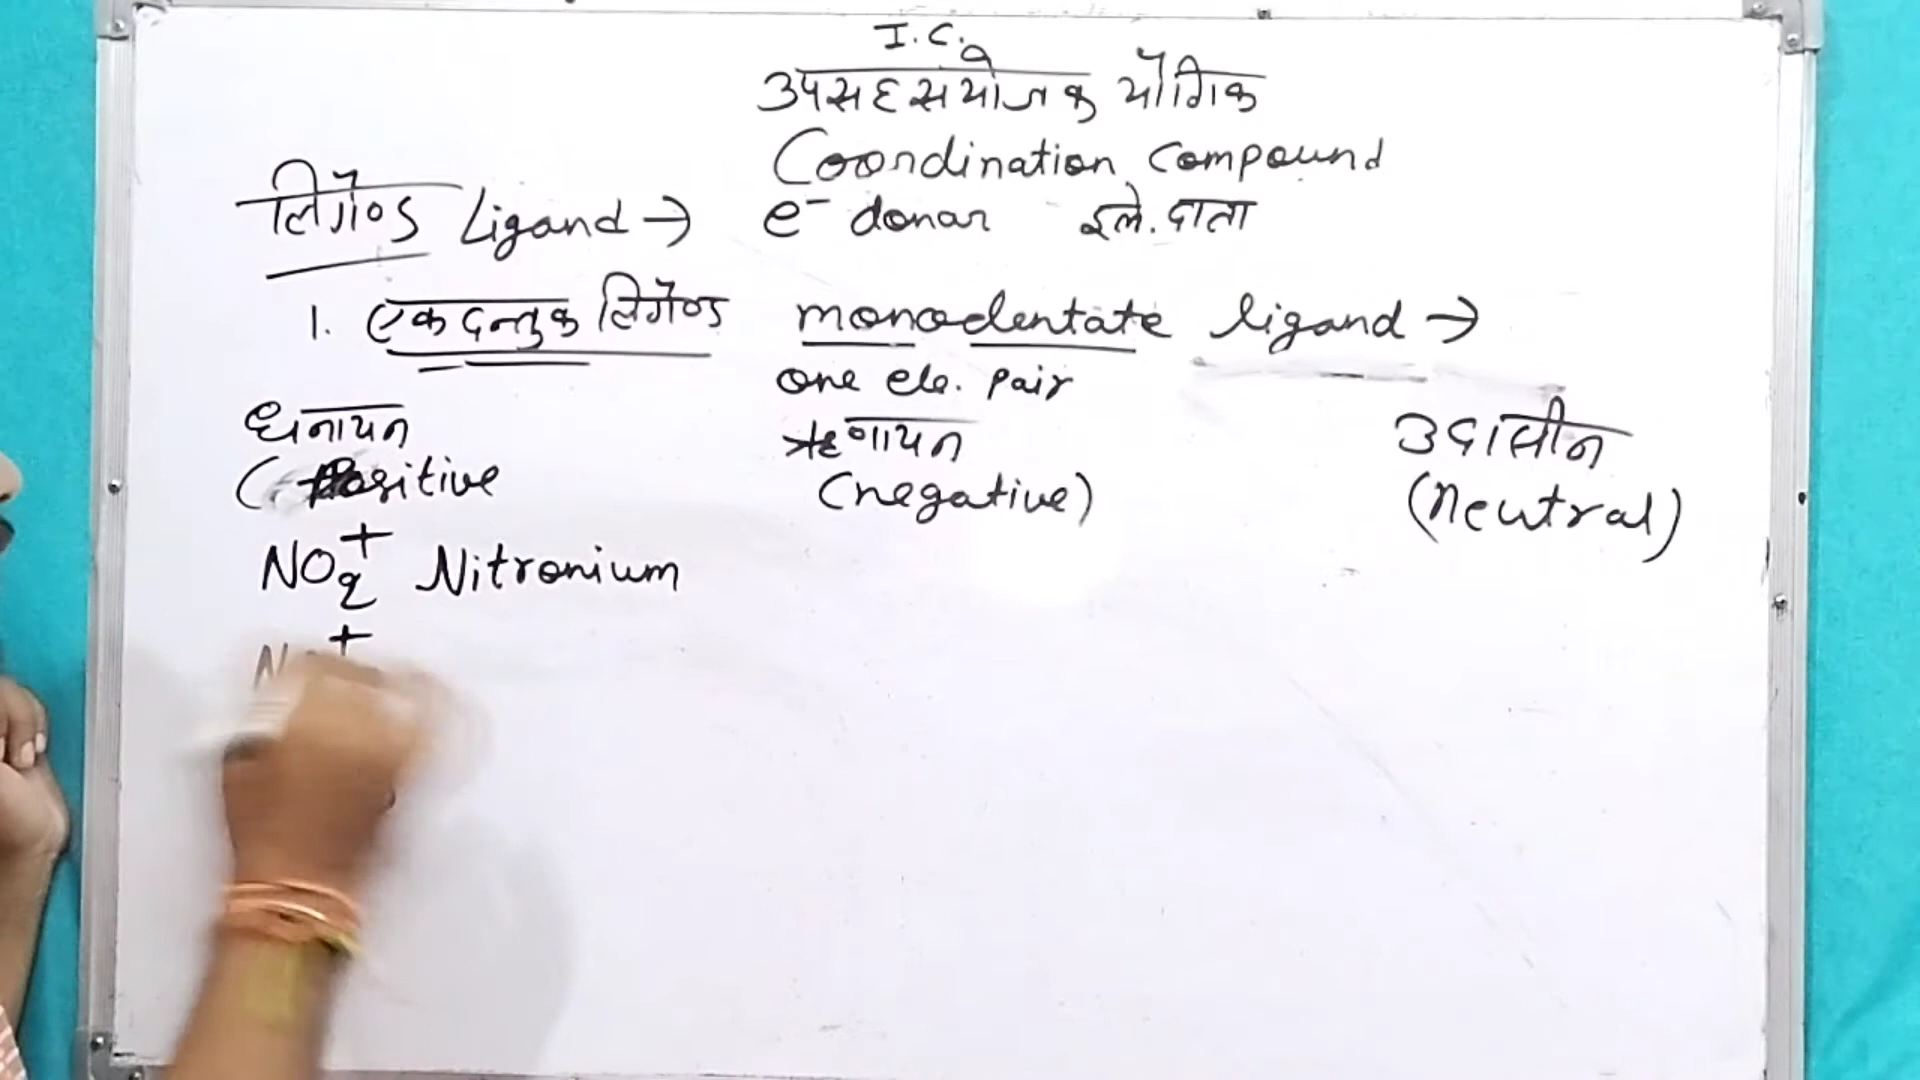 I.C.
उपसहसयोजक यौगिक
Coordination Compound
लिगेण्ड Ligand → e⁻ donar इले. दाता
1. एकदन्तुक लिगेण्ड monodentate ligand →
one ele. pair
धनायन ऋणायन उदासीन
(Positive (negative) (Neutral)
NO₂⁺ Nitronium
+